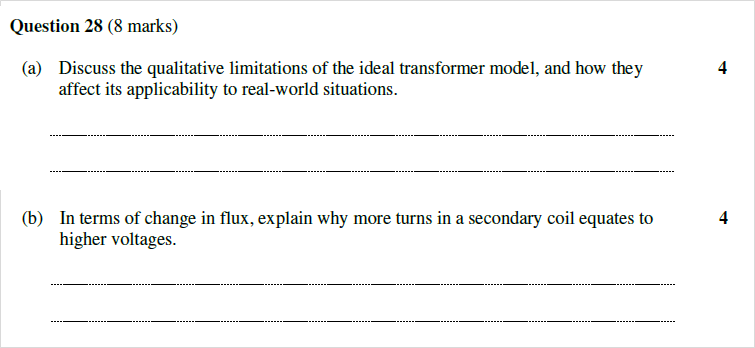 Question 28 (8 marks)
(a) Discuss the qualitative limitations of the ideal transformer model, and how they 4
affect its applicability to real-world situations.
(b) In terms of change in flux, explain why more turns in a secondary coil equates to 4
higher voltages.